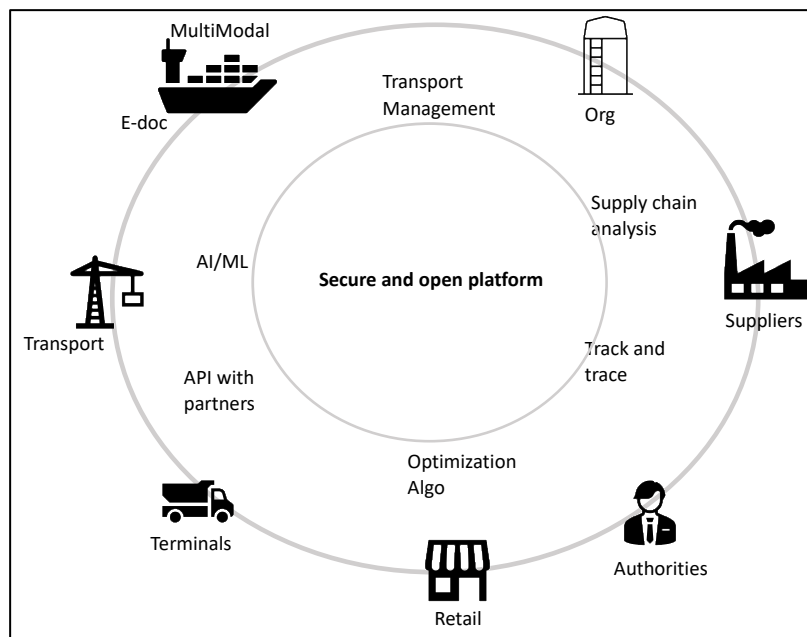 MultiModal
E-doc
Transport
Management
Org
Supply chain
analysis
AI/ML
Secure and open platform
Suppliers
Transport
Track and
trace
API with
partners
Optimization
Algo
Terminals
Authorities
Retail